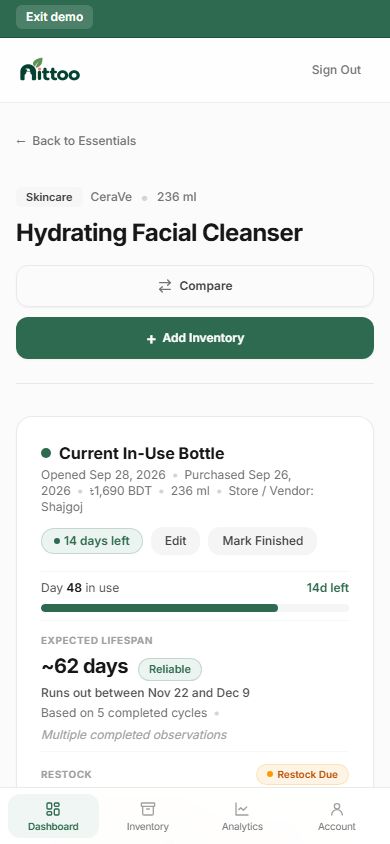 Exit demo
Nittoo
Sign Out
← Back to Essentials
Skincare CeraVe • 236 ml
Hydrating Facial Cleanser
Compare
+ Add Inventory
Current In-Use Bottle
Opened Sep 28, 2026 • Purchased Sep 26,
2026 • ৳1,690 BDT • 236 ml • Store / Vendor:
Shajgoj
14 days left Edit Mark Finished
Day 48 in use 14d left
EXPECTED LIFESPAN
~62 days Reliable
Runs out between Nov 22 and Dec 9
Based on 5 completed cycles •
Multiple completed observations
RESTOCK Restock Due
Dashboard Inventory Analytics Account